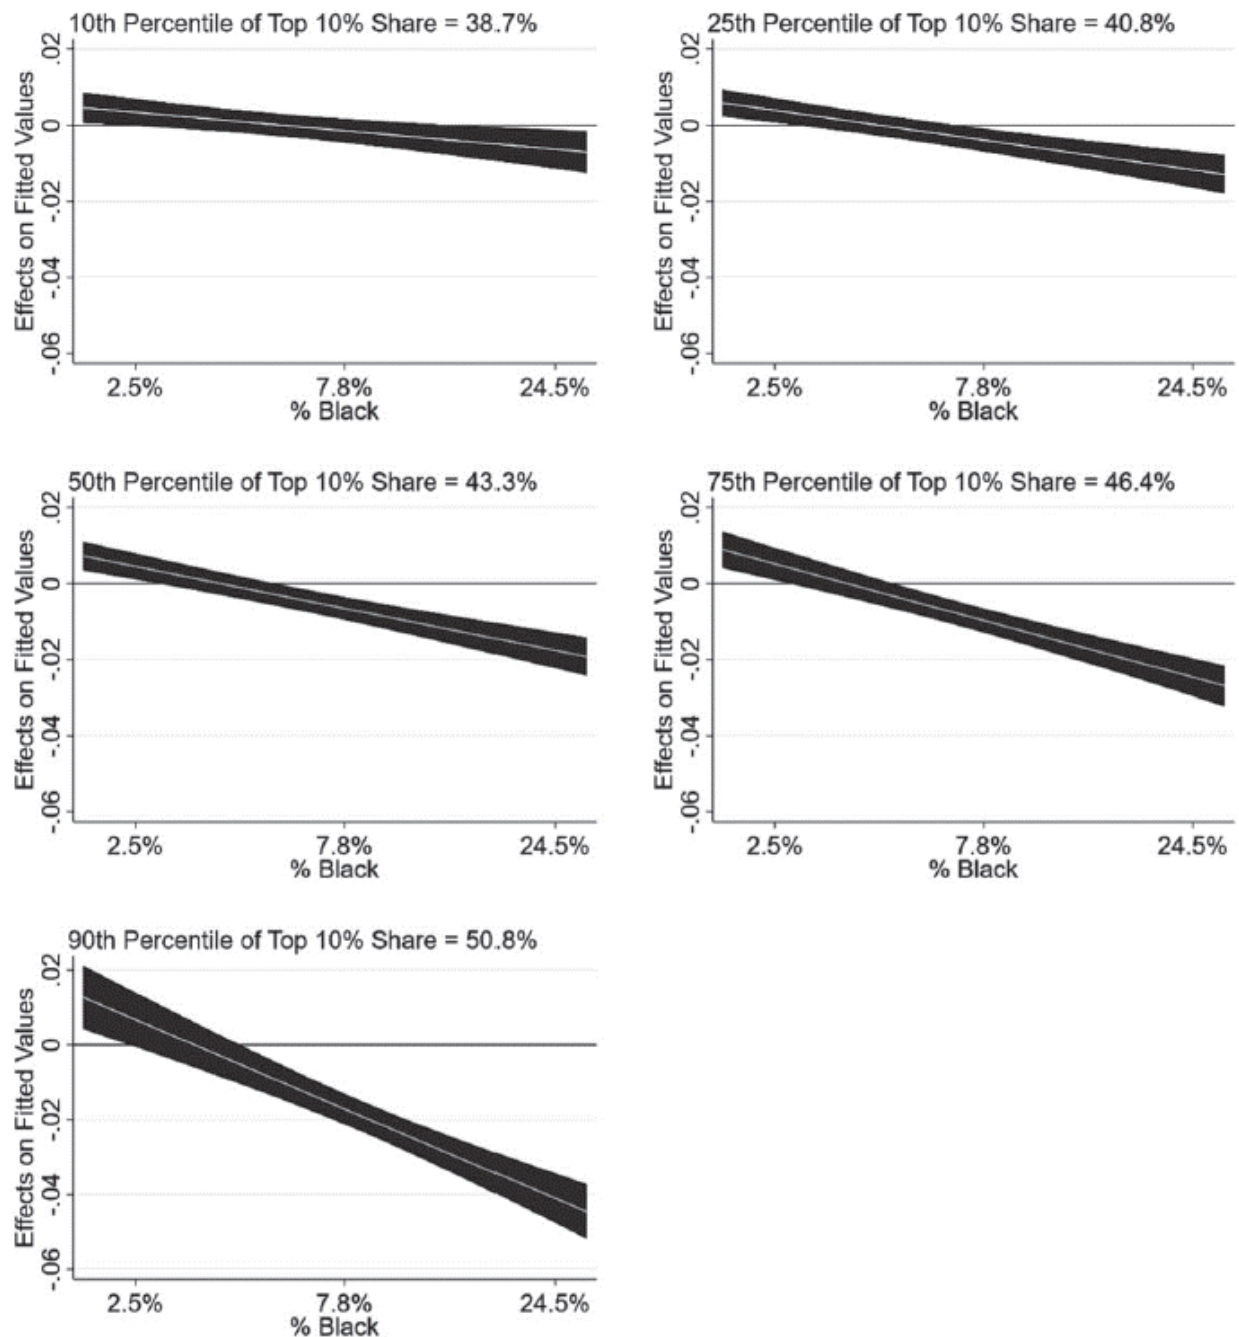 10th Percentile of Top 10% Share = 38.7%
Effects on Fitted Values
.02
0
-.02
-.04
-.06
2.5%
7.8%
24.5%
% Black
25th Percentile of Top 10% Share = 40.8%
Effects on Fitted Values
.02
0
-.02
-.04
-.06
2.5%
7.8%
24.5%
% Black
50th Percentile of Top 10% Share = 43.3%
Effects on Fitted Values
.02
0
-.02
-.04
-.06
2.5%
7.8%
24.5%
% Black
75th Percentile of Top 10% Share = 46.4%
Effects on Fitted Values
.02
0
-.02
-.04
-.06
2.5%
7.8%
24.5%
% Black
90th Percentile of Top 10% Share = 50.8%
Effects on Fitted Values
.02
0
-.02
-.04
-.06
2.5%
7.8%
24.5%
% Black